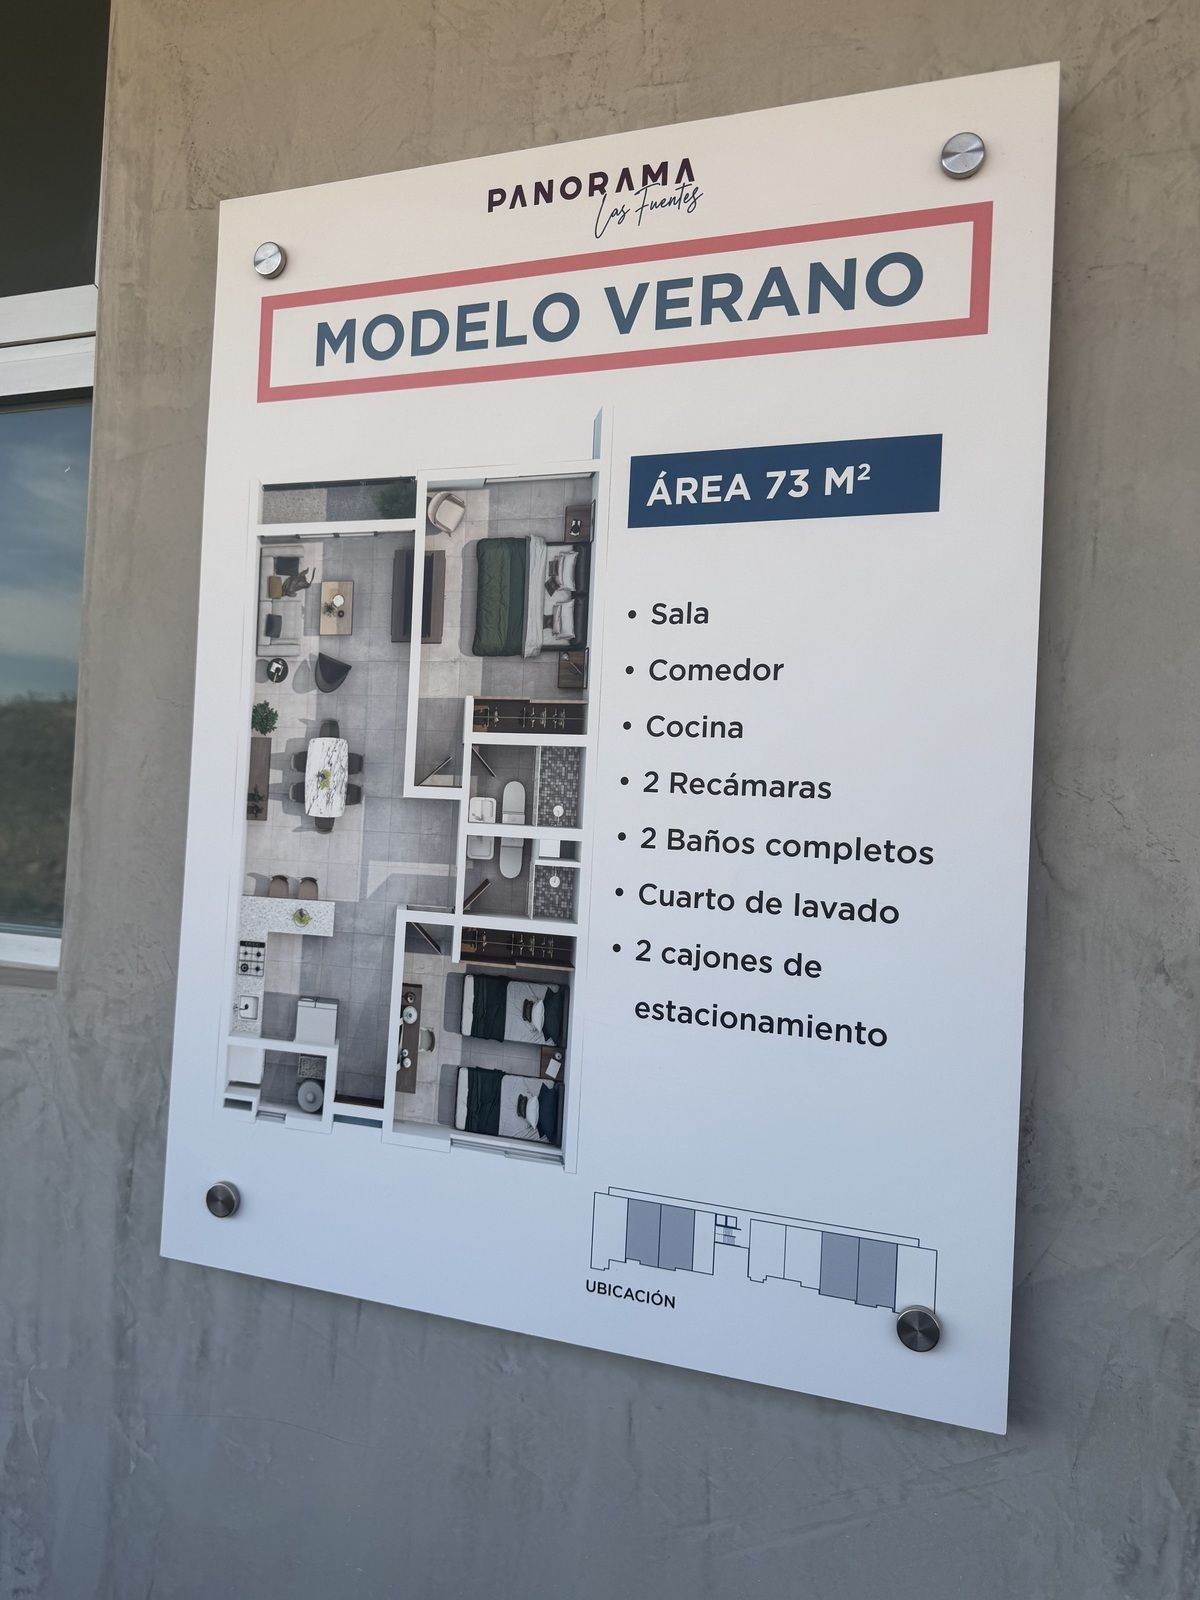 PANORAMA
Las Fuentes
MODELO VERANO
ÁREA 73 M²
• Sala
• Comedor
• Cocina
• 2 Recámaras
• 2 Baños completos
• Cuarto de lavado
• 2 cajones de
estacionamiento
UBICACIÓN